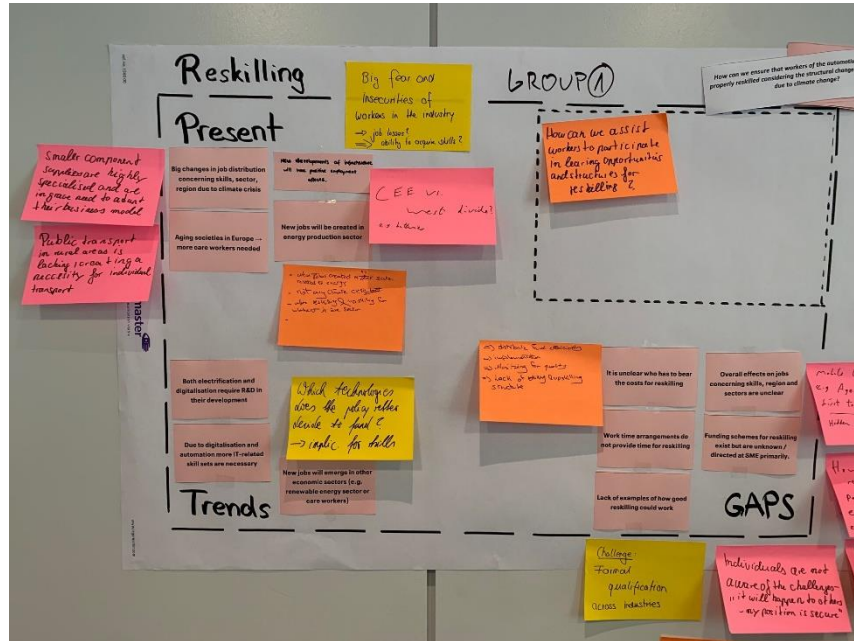 Reskilling
GROUP 1
How can we ensure that workers of the automotive
properly reskilled considering the structural change
due to climate change?
Big fear and
insecurities of
workers in the industry
→ job losses?
→ ability to acquire skills?
Present
Smaller component
suppliers are highly
specialised and are
in grave need to adapt
their business model
Public transport
in rural areas is
lacking creating a
necessity for individual
transport
Big changes in job distribution
concerning skills, sector,
region due to climate crisis
New developments of infrastructure
will have positive employment
effects.
Aging societies in Europe →
more care workers needed
New jobs will be created in
energy production sector
CEE vs.
west divide?
How can we assist
workers to participate
in learning opportunities
and structures for
reskilling?
master
Both electrification and
digitalisation require R&D in
their development
Due to digitalisation and
automation more IT-related
skill sets are necessary
Which technologies
does the policy
decide to fund?
→ implic. for skills
New jobs will emerge in other
economic sectors (e.g.
renewable energy sector or
care workers)
Trends
→ distribute fund
→ implementation
→ Monitoring for quality
→ Lack of
structure
It is unclear who has to bear
the costs for reskilling
Overall effects on jobs
concerning skills, region and
sectors are unclear
Work time arrangements do
not provide time for reskilling
Funding schemes for reskilling
exist but are unknown /
directed at SME primarily.
Lack of examples of how good
reskilling could work
GAPS
Challenge:
Formal
qualification
across industries
Individuals are not
aware of the challenges
"it will happen to others
- my position is secure"